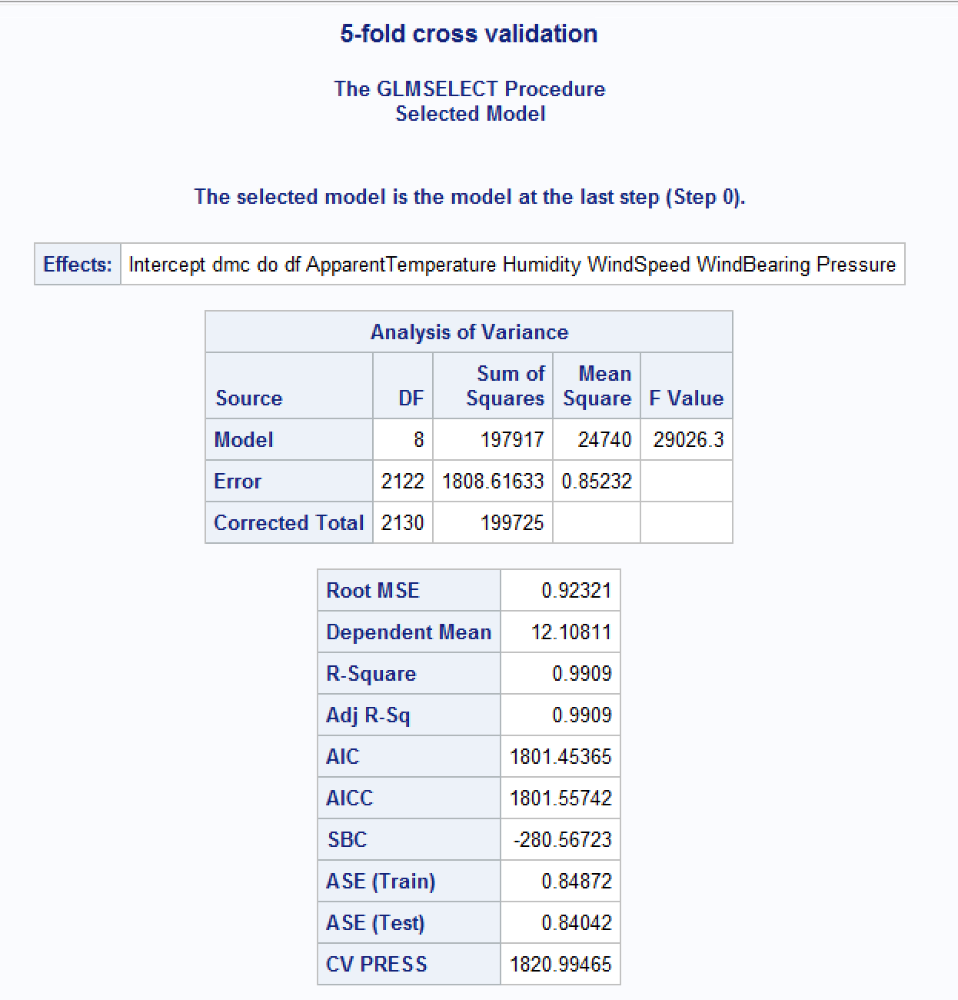 5-fold cross validation
The GLMSELECT Procedure
Selected Model
The selected model is the model at the last step (Step 0).
Effects: Intercept dmc do df ApparentTemperature Humidity WindSpeed WindBearing Pressure
Analysis of Variance
Source DF Sum of Squares Mean Square F Value
Model 8 197917 24740 29026.3
Error 2122 1808.61633 0.85232
Corrected Total 2130 199725
Root MSE 0.92321
Dependent Mean 12.10811
R-Square 0.9909
Adj R-Sq 0.9909
AIC 1801.45365
AICC 1801.55742
SBC -280.56723
ASE (Train) 0.84872
ASE (Test) 0.84042
CV PRESS 1820.99465